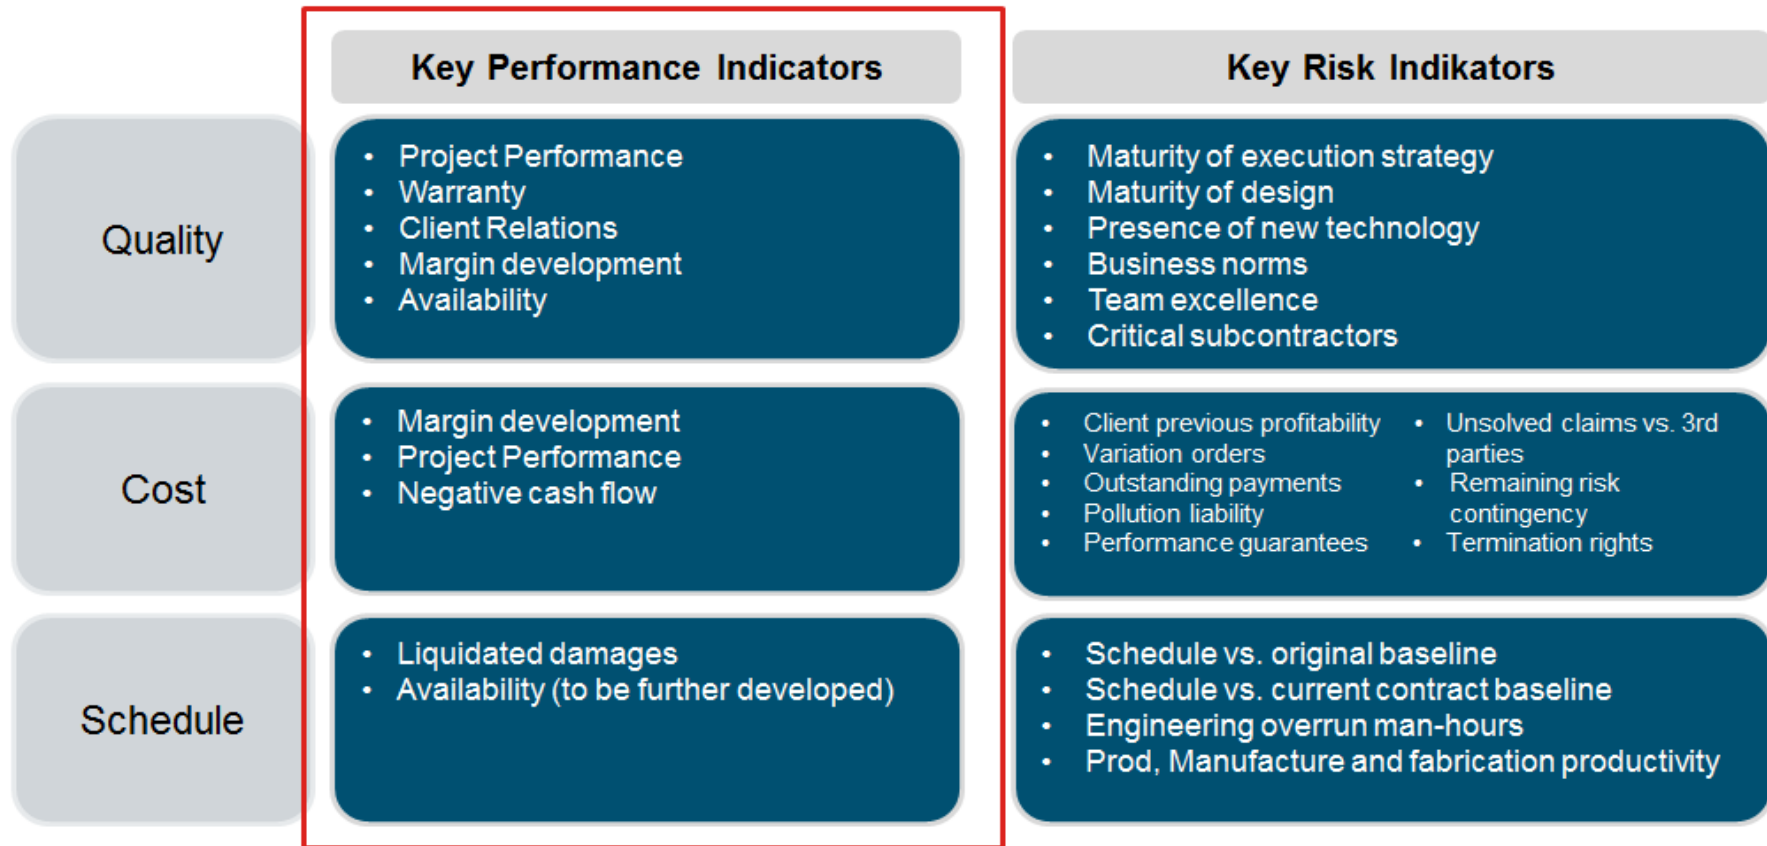 Key Performance Indicators
Key Risk Indikators
Quality
• Project Performance
• Warranty
• Client Relations
• Margin development
• Availability
• Maturity of execution strategy
• Maturity of design
• Presence of new technology
• Business norms
• Team excellence
• Critical subcontractors
Cost
• Margin development
• Project Performance
• Negative cash flow
• Client previous profitability
• Variation orders
• Outstanding payments
• Pollution liability
• Performance guarantees
• Unsolved claims vs. 3rd
parties
• Remaining risk
contingency
• Termination rights
Schedule
• Liquidated damages
• Availability (to be further developed)
• Schedule vs. original baseline
• Schedule vs. current contract baseline
• Engineering overrun man-hours
• Prod, Manufacture and fabrication productivity